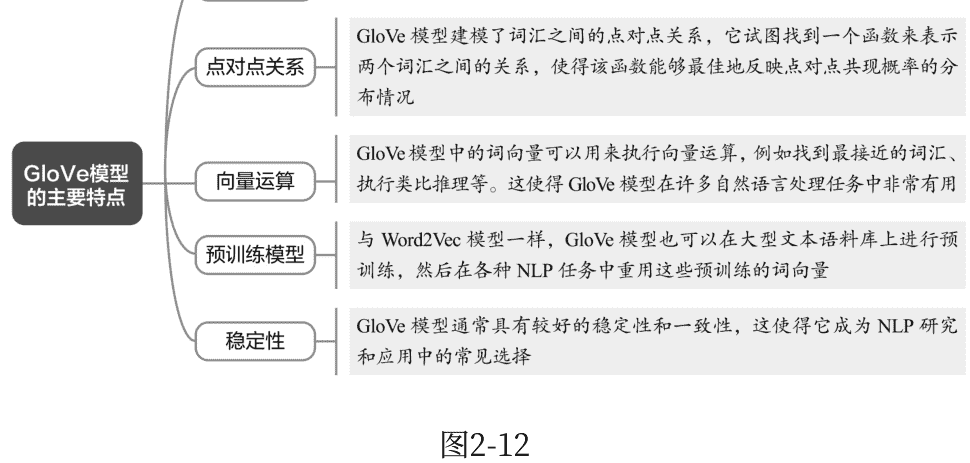 点对点关系
GloVe 模型建模了词汇之间的点对点关系，它试图找到一个函数来表示
两个词汇之间的关系，使得该函数能够最佳地反映点对点共现概率的分
布情况
GloVe模型
的主要特点
向量运算
GloVe 模型中的词向量可以用来执行向量运算，例如找到最接近的词汇、
执行类比推理等。这使得 GloVe 模型在许多自然语言处理任务中非常有用
预训练模型
与 Word2Vec 模型一样，GloVe 模型也可以在大型文本语料库上进行预
训练，然后在各种 NLP 任务中重用这些预训练的词向量
稳定性
GloVe 模型通常具有较好的稳定性和一致性，这使得它成为 NLP 研究
和应用中的常见选择
图2-12